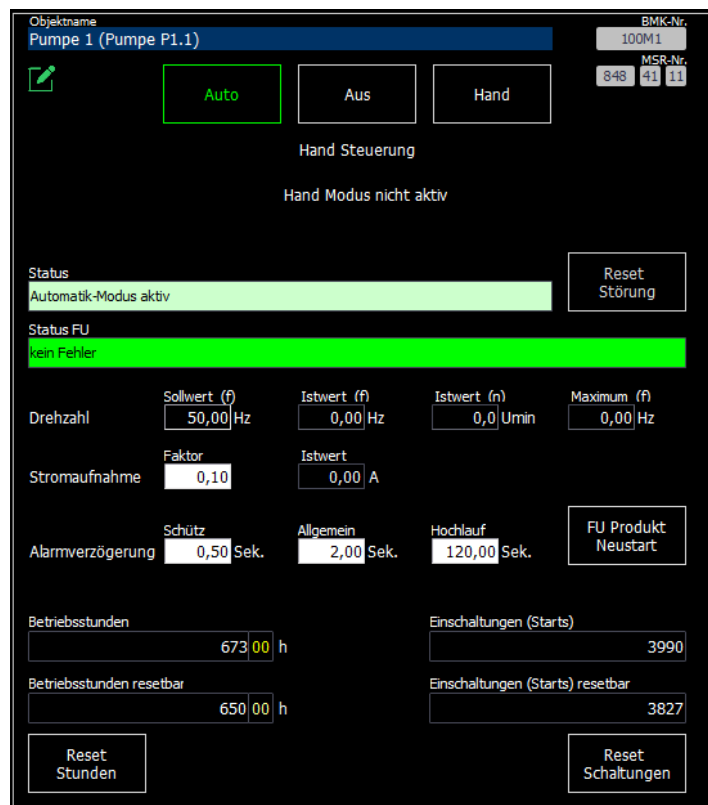 Objektname BMK-Nr.
Pumpe 1 (Pumpe P1.1) 100M1
MSR-Nr.
848 41 11
Auto Aus Hand
Hand Steuerung
Hand Modus nicht aktiv
Status
Automatik-Modus aktiv
Reset
Störung
Status FU
kein Fehler
Sollwert (f) Istwert (f) Istwert (n) Maximum (f)
Drehzahl 50,00 Hz 0,00 Hz 0,0 Umin 0,00 Hz
Faktor Istwert
Stromaufnahme 0,10 0,00 A
Schütz Allgemein Hochlauf
Alarmverzögerung 0,50 Sek. 2,00 Sek. 120,00 Sek.
FU Produkt
Neustart
Betriebsstunden Einschaltungen (Starts)
673 00 h 3990
Betriebsstunden resetbar Einschaltungen (Starts) resetbar
650 00 h 3827
Reset
Stunden
Reset
Schaltungen